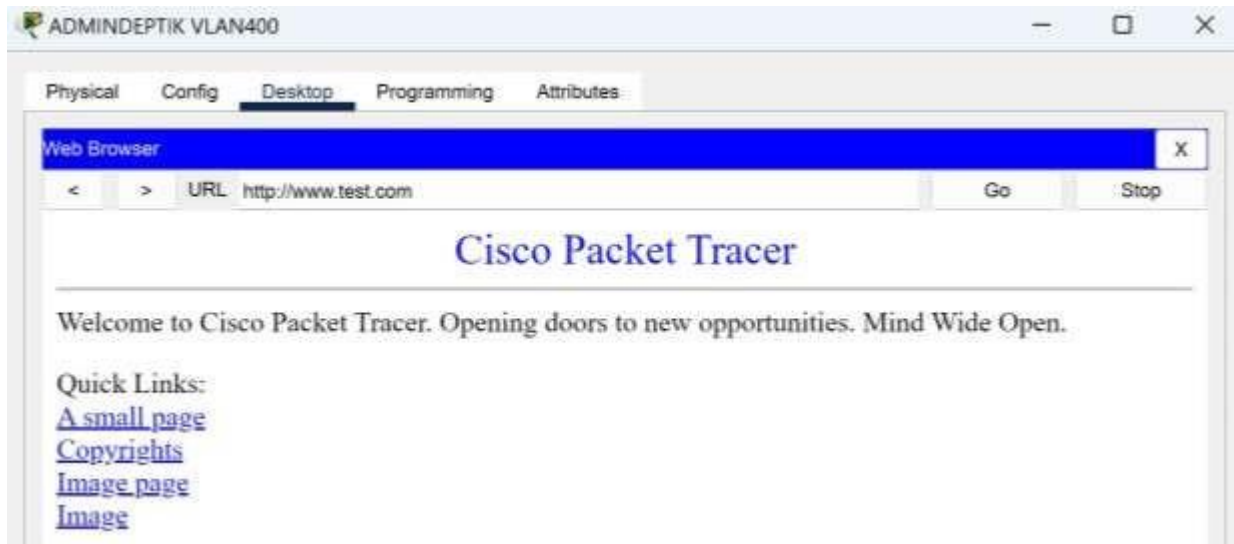 ADMINDEPTIK VLAN400
Physical Config Desktop Programming Attributes
Web Browser X
< > URL http://www.test.com Go Stop
Cisco Packet Tracer
Welcome to Cisco Packet Tracer. Opening doors to new opportunities. Mind Wide Open.
Quick Links:
A small page
Copyrights
Image page
Image